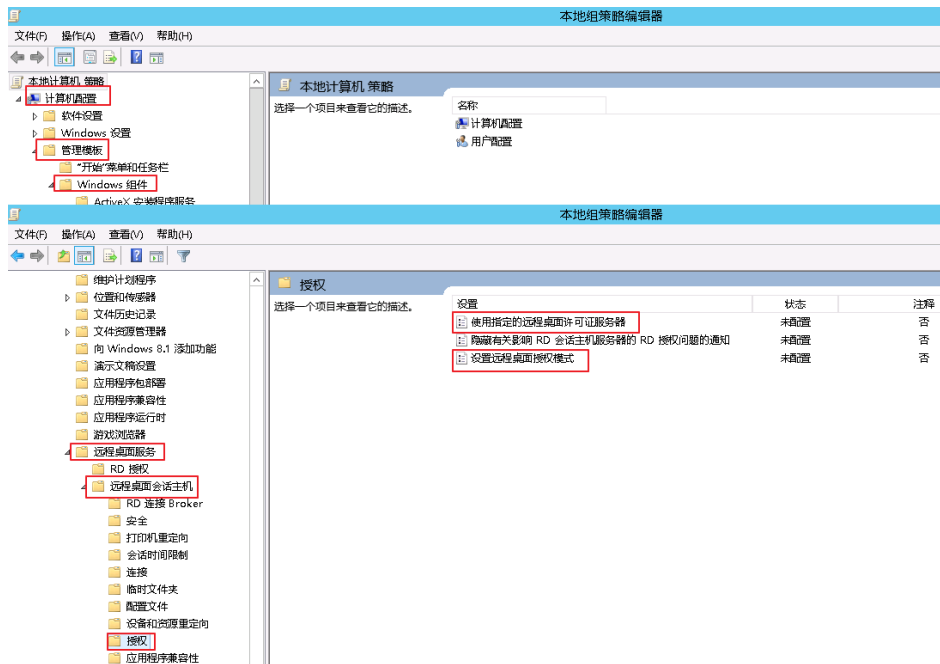 本地组策略编辑器
文件(F) 操作(A) 查看(V) 帮助(H)
本地计算机 策略
计算机配置
软件设置
Windows 设置
管理模板
"开始"菜单和任务栏
Windows 组件
ActiveX 安装程序服务
本地计算机 策略
选择一个项目来查看它的描述。
名称
计算机配置
用户配置
本地组策略编辑器
文件(F) 操作(A) 查看(V) 帮助(H)
维护计划程序
位置和传感器
文件历史记录
文件资源管理器
向 Windows 8.1 添加功能
演示文稿设置
应用程序包部署
应用程序兼容性
应用程序运行时
游戏浏览器
远程桌面服务
RD 授权
远程桌面会话主机
RD 连接 Broker
安全
打印机重定向
会话时间限制
连接
临时文件夹
配置文件
设备和资源重定向
授权
应用程序兼容性
授权
选择一个项目来查看它的描述。
设置 状态 注释
使用指定的远程桌面许可证服务器 未配置 否
隐藏有关影响 RD 会话主机服务器的 RD 授权问题的通知 未配置 否
设置远程桌面授权模式 未配置 否